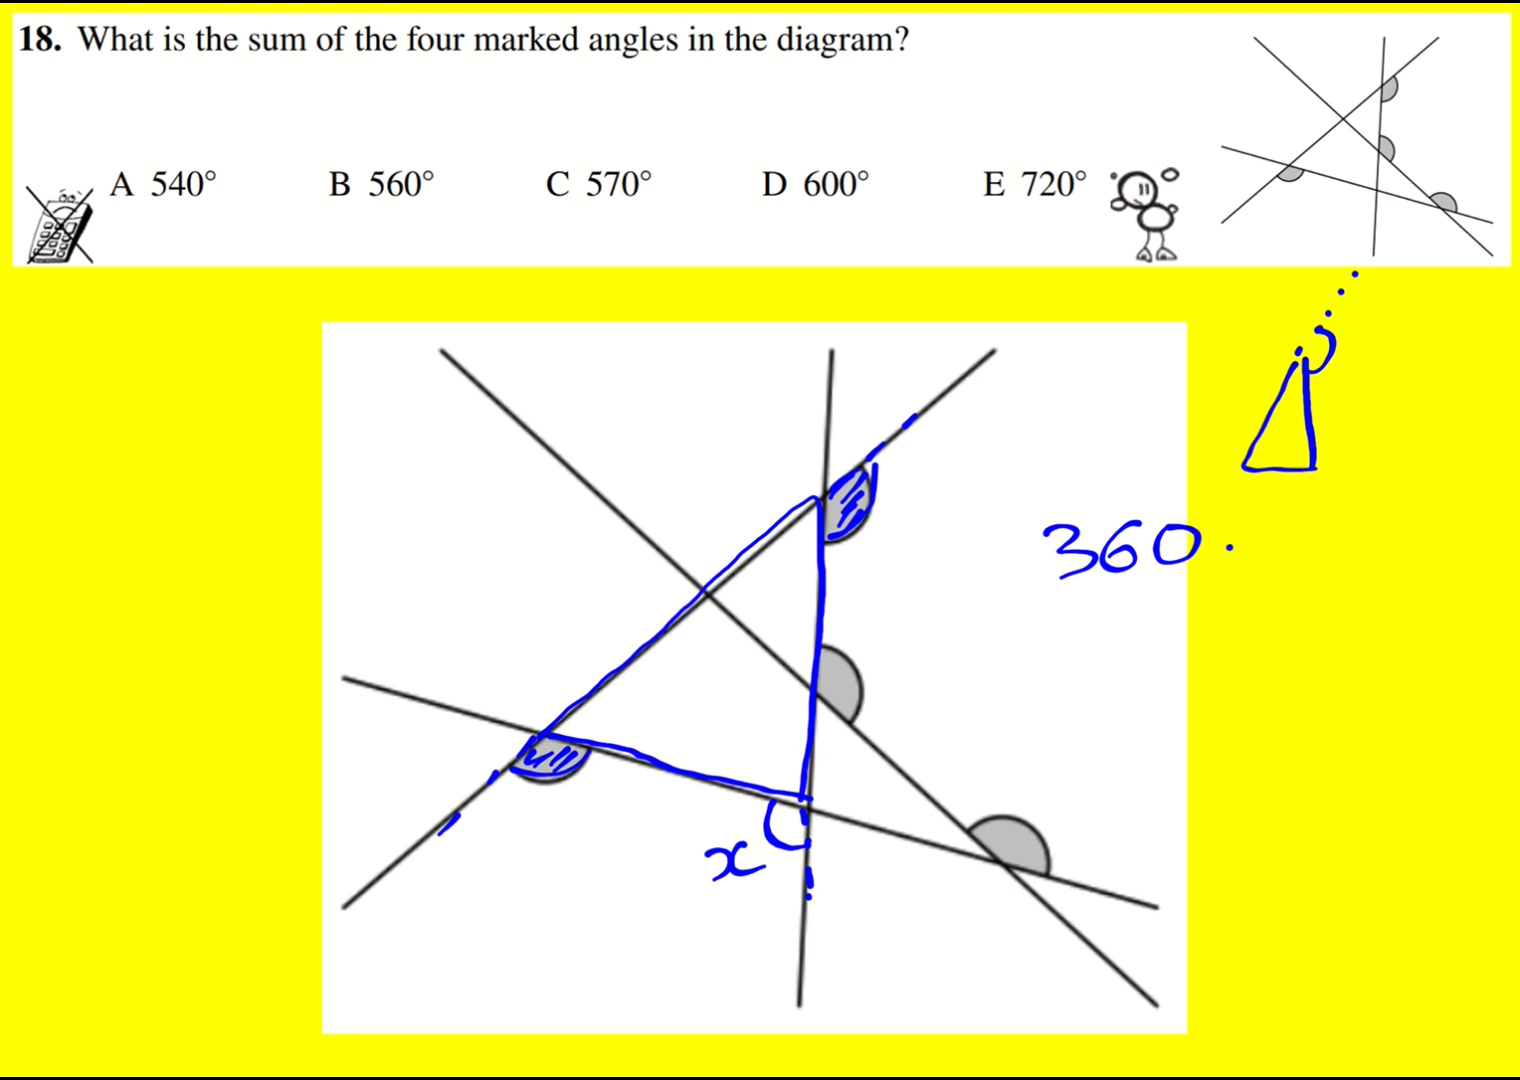 18. What is the sum of the four marked angles in the diagram?
A 540° B 560° C 570° D 600° E 720°
360
x